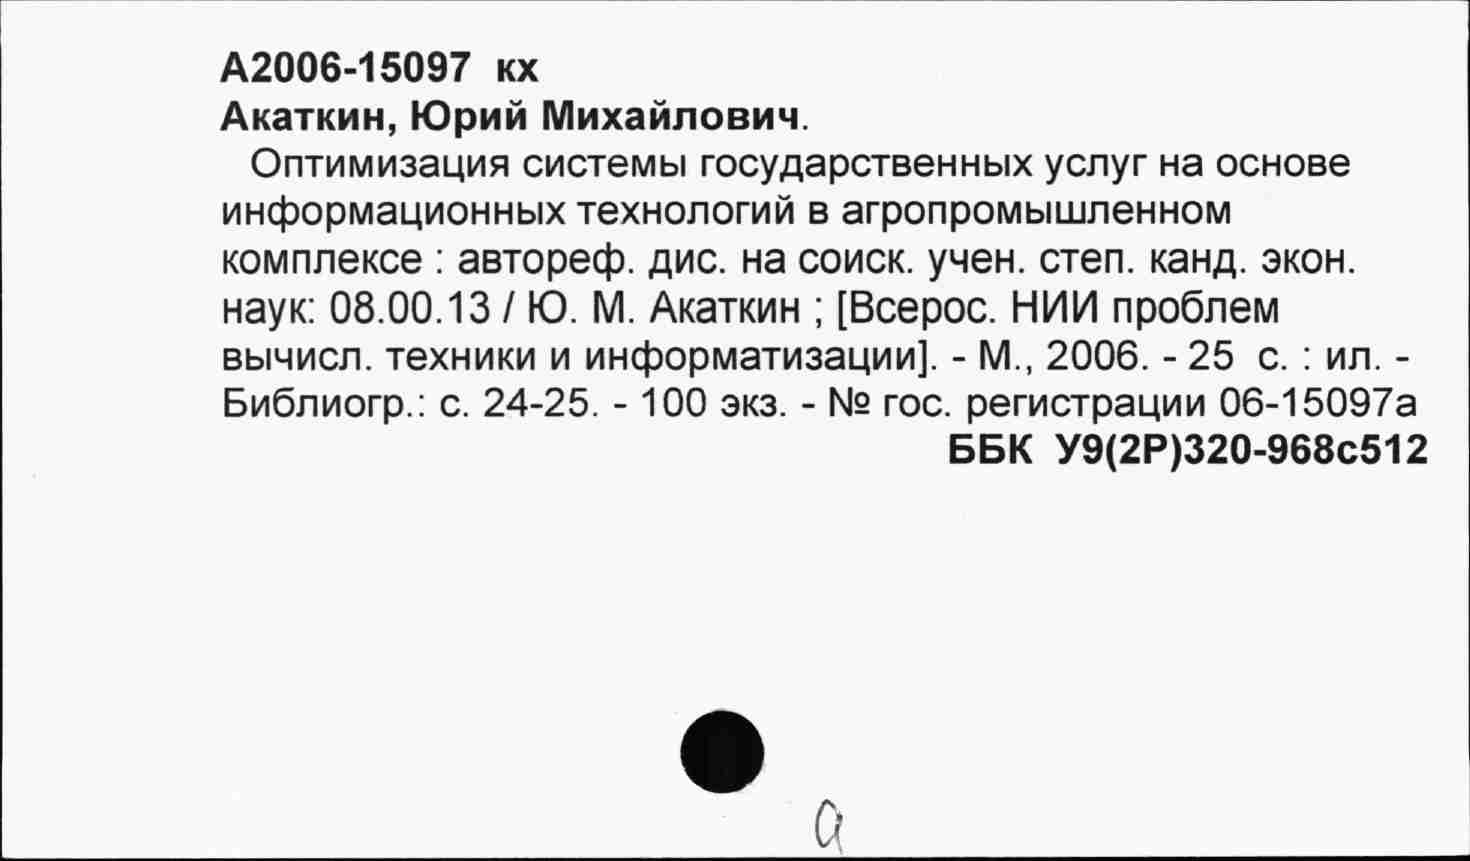 А2006-15097 кх
Акаткин, Юрий Михайлович.
Оптимизация системы государственных услуг на основе
информационных технологий в агропромышленном
комплексе : автореф. дис. на соиск. учен. степ. канд. экон.
наук: 08.00.13 / Ю. М. Акаткин ; [Всерос. НИИ проблем
вычисл. техники и информатизации]. - М., 2006. - 25 с. : ил. -
Библиогр.: с. 24-25. - 100 экз. - № гос. регистрации 06-15097а
ББК У9(2Р)320-968с512
а